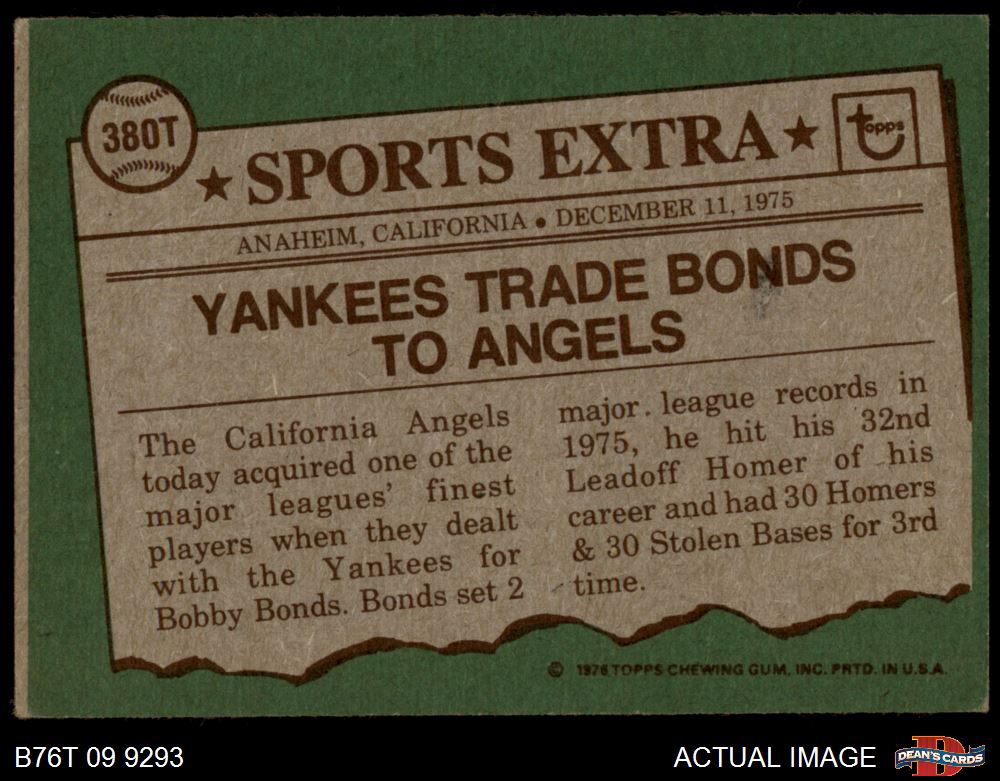 380T
★ SPORTS EXTRA ★
topps
ANAHEIM, CALIFORNIA • DECEMBER 11, 1975
YANKEES TRADE BONDS
TO ANGELS
The California Angels
today acquired one of the
major leagues' finest
players when they dealt
with the Yankees for
Bobby Bonds. Bonds set 2
major league records in
1975, he hit his 32nd
Leadoff Homer of his
career and had 30 Homers
& 30 Stolen Bases for 3rd
time.
© 1976 TOPPS CHEWING GUM, INC. PRTD. IN U.S.A.
B76T 09 9293
ACTUAL IMAGE
D
DEAN'S CARDS